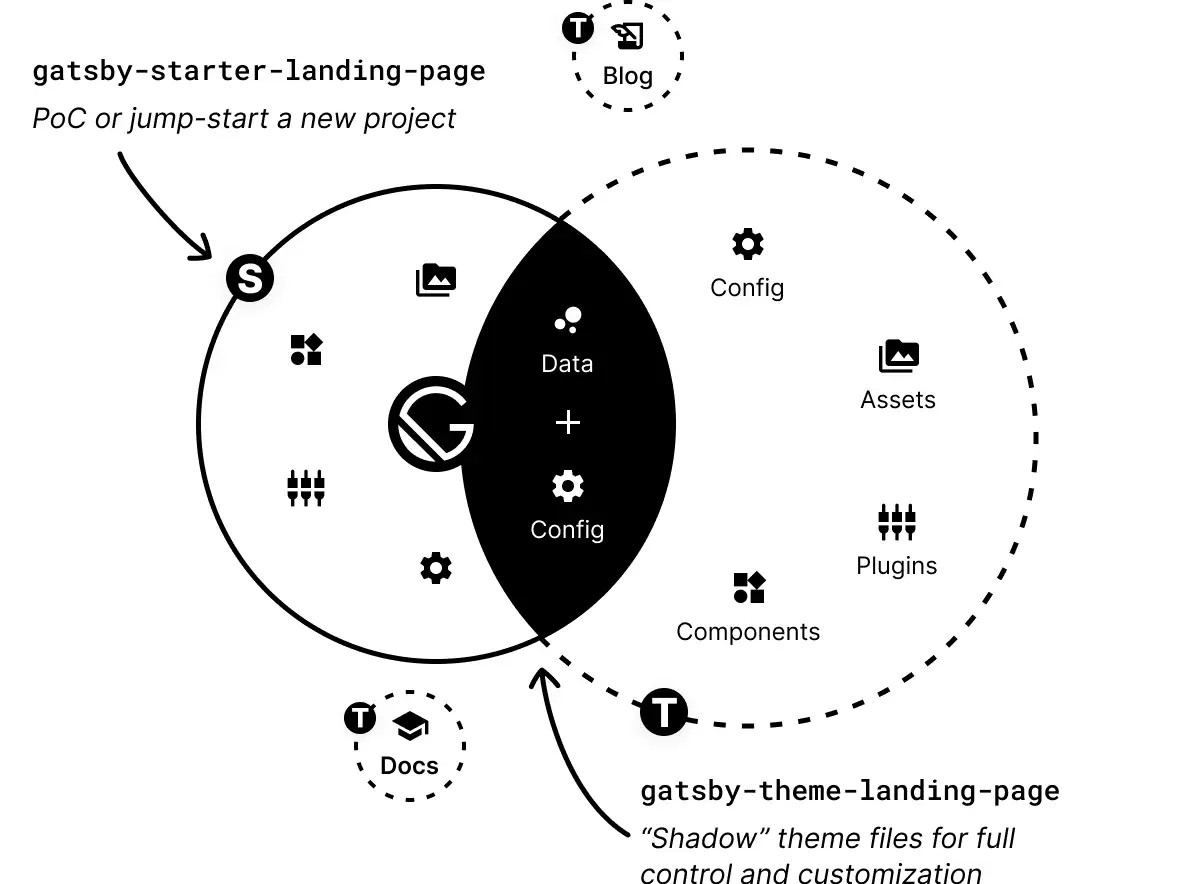 T
Blog
gatsby-starter-landing-page
PoC or jump-start a new project
S
Config
Data
Assets
+
G
Config
Plugins
Components
T
Docs
T
gatsby-theme-landing-page
“Shadow” theme files for full
control and customization